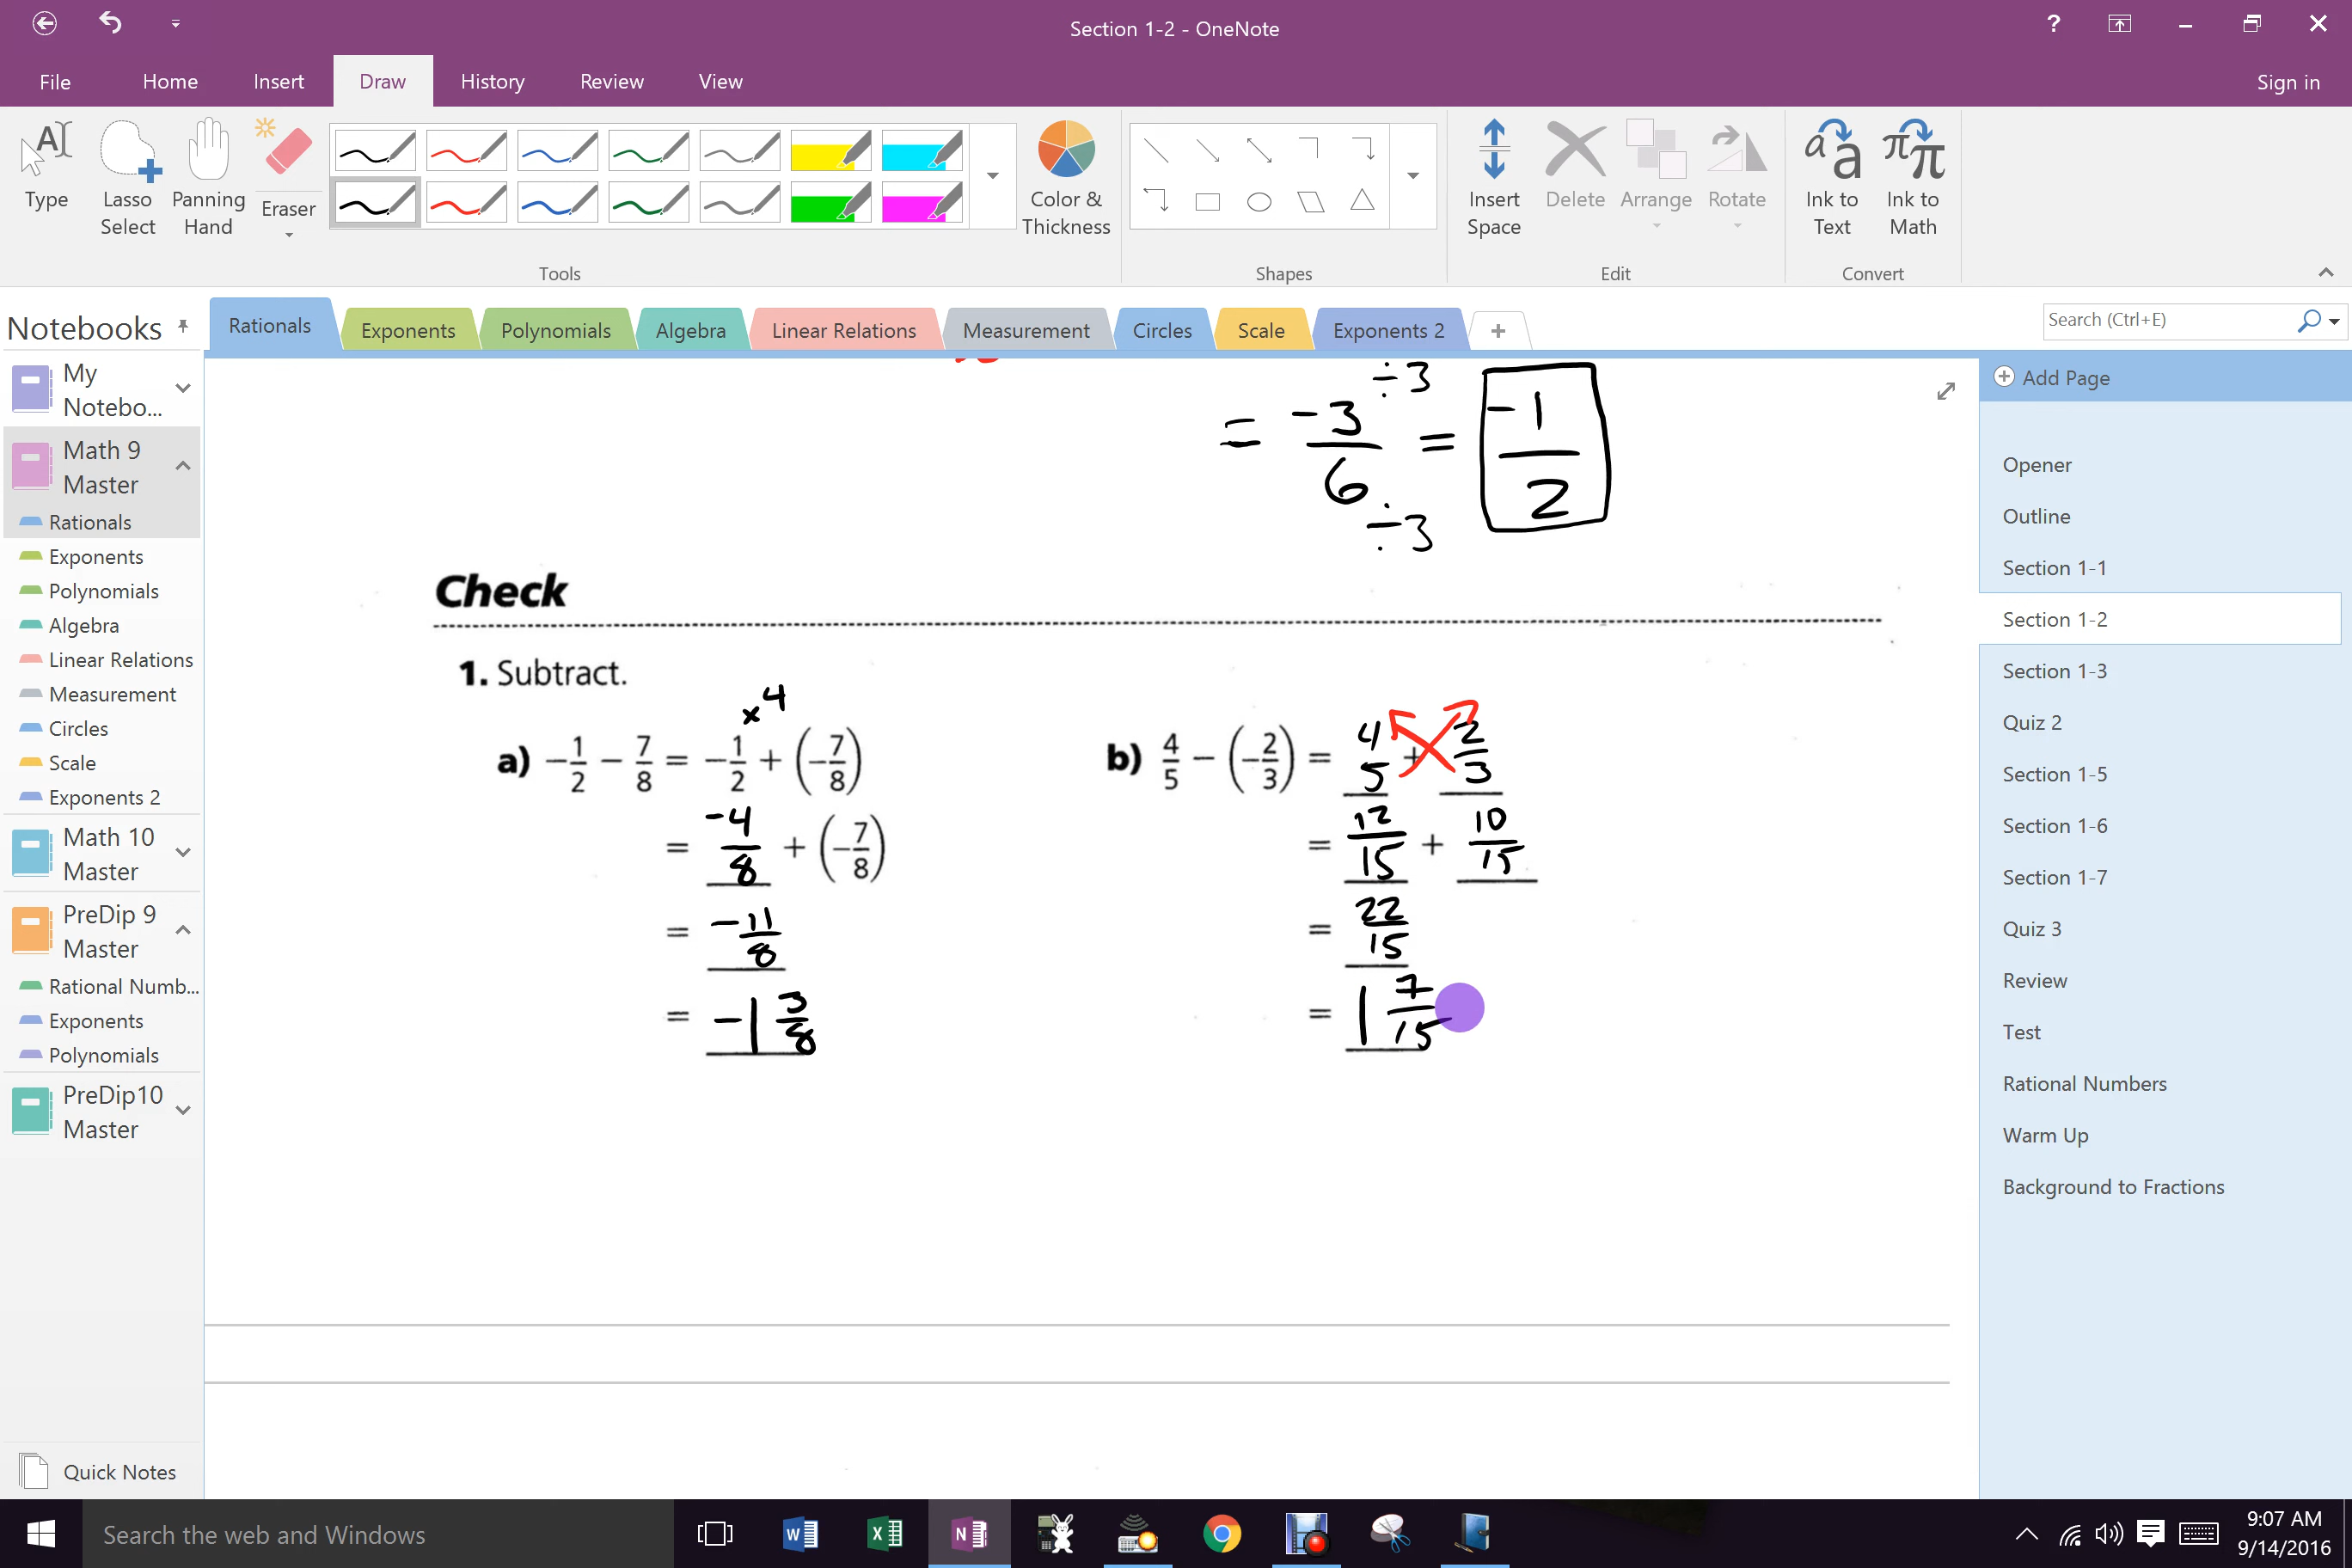 Section 1-2 - OneNote
?
File Home Insert Draw History Review View Sign in
Type
Lasso Select
Panning Hand
Eraser
Color & Thickness
Insert Space
Delete
Arrange
Rotate
Ink to Text
Ink to Math
Tools Shapes Edit Convert
Notebooks
Rationals Exponents Polynomials Algebra Linear Relations Measurement Circles Scale Exponents 2 +
Search (Ctrl+E)
My Notebo...
Math 9 Master
Rationals
Exponents
Polynomials
Algebra
Linear Relations
Measurement
Circles
Scale
Exponents 2
Math 10 Master
PreDip 9 Master
Rational Numb...
Exponents
Polynomials
PreDip10 Master
Quick Notes
= -3/6 ÷3 ÷3 = -1/2
Check
1. Subtract.
x4
a) -1/2 - 7/8 = -1/2 + (-7/8)
= -4/8 + (-7/8)
= -11/8
= -1 3/8
b) 4/5 - (-2/3) = 4/5 + 2/3
= 12/15 + 10/15
= 22/15
= 1 7/15
Add Page
Opener
Outline
Section 1-1
Section 1-2
Section 1-3
Quiz 2
Section 1-5
Section 1-6
Section 1-7
Quiz 3
Review
Test
Rational Numbers
Warm Up
Background to Fractions
Search the web and Windows
9:07 AM
9/14/2016